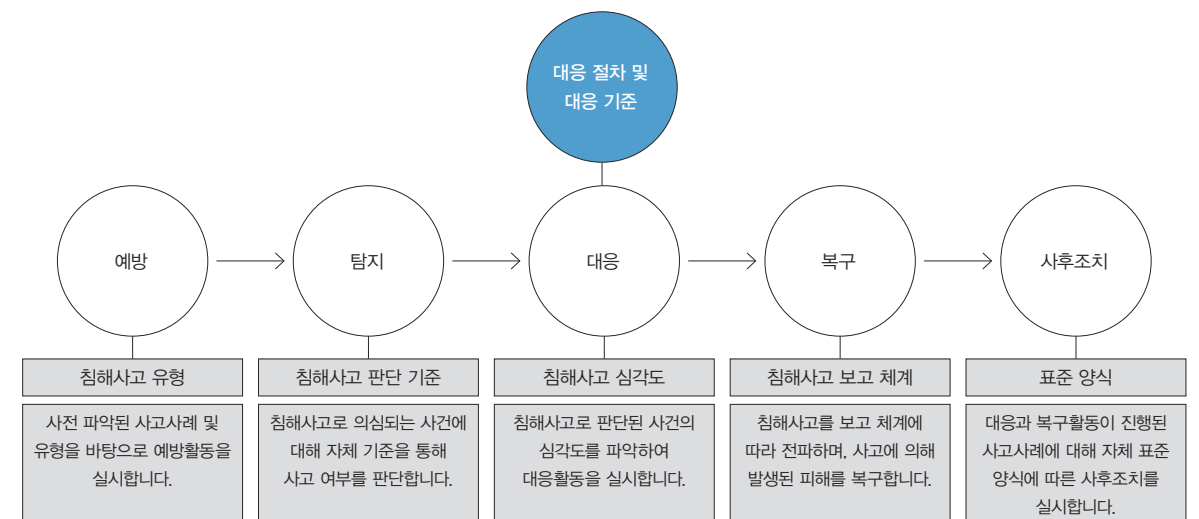 대응 절차 및
대응 기준
예방
탐지
대응
복구
사후조치
침해사고 유형
침해사고 판단 기준
침해사고 심각도
침해사고 보고 체계
표준 양식
사전 파악된 사고사례 및
유형을 바탕으로 예방활동을
실시합니다.
침해사고로 의심되는 사건에
대해 자체 기준을 통해
사고 여부를 판단합니다.
침해사고로 판단된 사건의
심각도를 파악하여
대응활동을 실시합니다.
침해사고를 보고 체계에
따라 전파하며, 사고에 의해
발생된 피해를 복구합니다.
대응과 복구활동이 진행된
사고사례에 대해 자체 표준
양식에 따른 사후조치를
실시합니다.